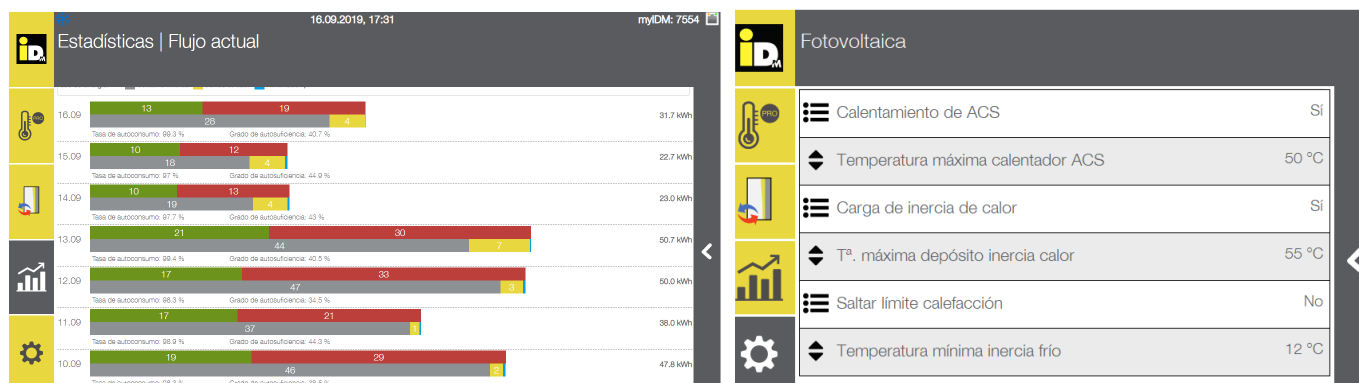 16.09.2019, 17:31
myIDM: 7554
iDM
Estadísticas | Flujo actual
PRO
16.09
13
19
28
4
31.7 kWh
Tasa de autoconsumo: 99.3 %
Grado de autosuficiencia: 40.7 %
15.09
10
12
18
4
22.7 kWh
Tasa de autoconsumo: 97 %
Grado de autosuficiencia: 44.9 %
14.09
10
13
19
4
23.0 kWh
Tasa de autoconsumo: 97.7 %
Grado de autosuficiencia: 43 %
13.09
21
30
44
7
50.7 kWh
Tasa de autoconsumo: 99.4 %
Grado de autosuficiencia: 40.5 %
12.09
17
33
47
3
50.0 kWh
Tasa de autoconsumo: 98.3 %
Grado de autosuficiencia: 34.5 %
11.09
17
21
37
1
38.0 kWh
Tasa de autoconsumo: 98.9 %
Grado de autosuficiencia: 44.3 %
10.09
19
29
46
2
47.8 kWh
iDM
Fotovoltaica
PRO
Calentamiento de ACS Sí
Temperatura máxima calentador ACS 50 °C
Carga de inercia de calor Sí
Tª. máxima depósito inercia calor 55 °C
Saltar límite calefacción No
Temperatura mínima inercia frío 12 °C